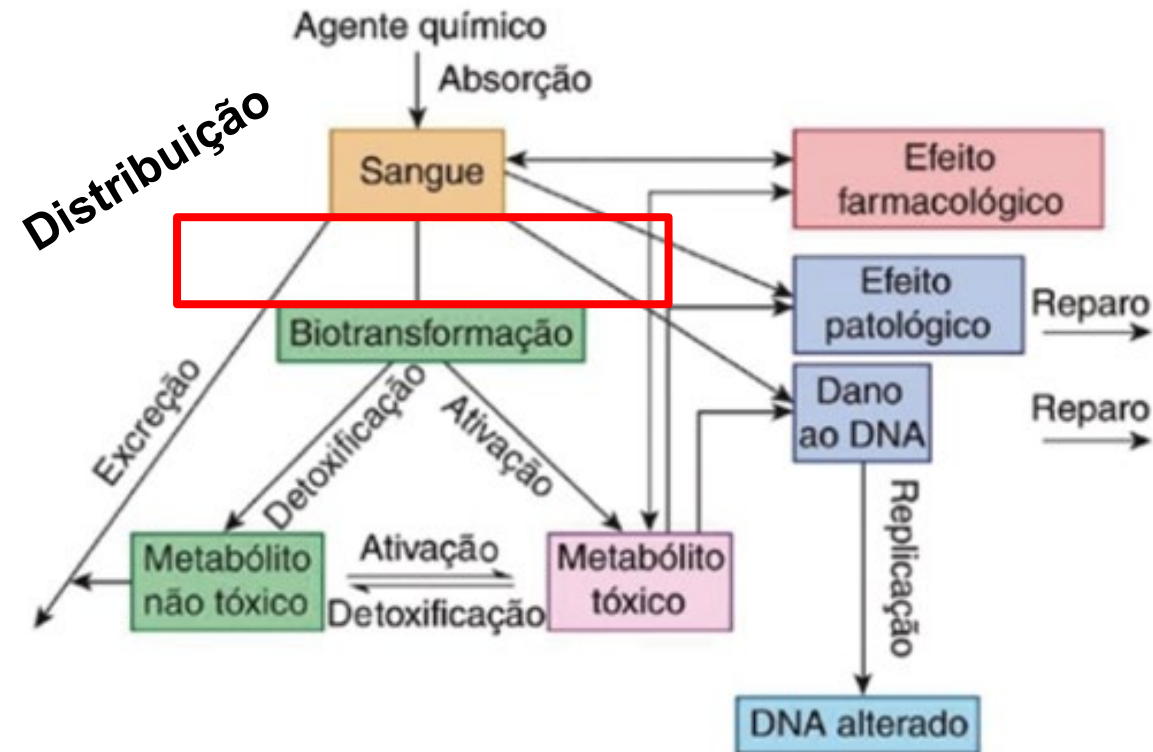 Agente químico
Absorção
Distribuição
Sangue
Efeito
farmacológico
Efeito
patológico
Reparo
Biotransformação
Dano
ao DNA
Reparo
Excreção
Detoxificação
Ativação
Replicação
Metabólito
não tóxico
Ativação
Detoxificação
Metabólito
tóxico
DNA alterado